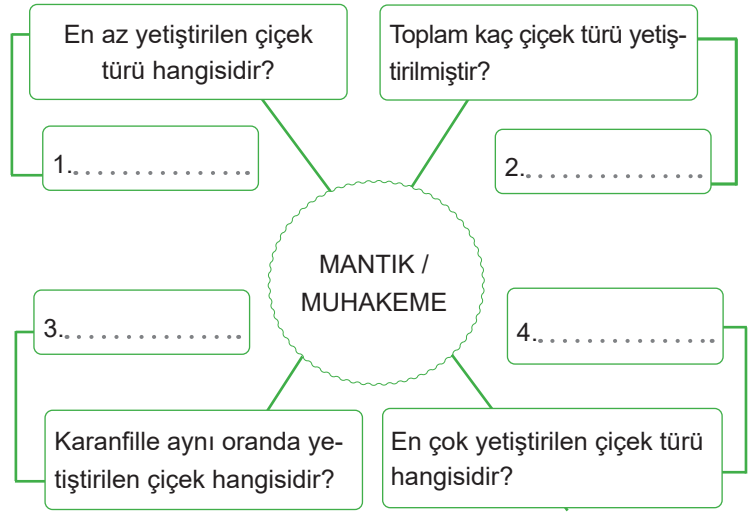 En az yetiştirilen çiçek
türü hangisidir?
Toplam kaç çiçek türü yetiş-
tirilmiştir?
1. . . . . . . . . . . . . . . .
2. . . . . . . . . . . . . . . .
MANTIK /
MUHAKEME
3. . . . . . . . . . . . . . . .
4. . . . . . . . . . . . . . . .
Karanfille aynı oranda ye-
tiştirilen çiçek hangisidir?
En çok yetiştirilen çiçek türü
hangisidir?